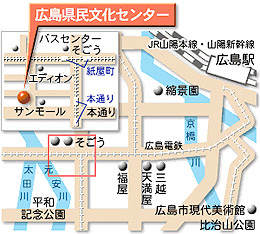 広島県民文化センター
バスセンター
そごう
エディオン
紙屋町
本通り
本通り
サンモール
JR山陽本線・山陽新幹線
広島駅
縮景園
京橋川
そごう
広島電鉄
太田川
元安川
平和
記念公園
福屋
天満屋
三越
広島市現代美術館
比治山公園